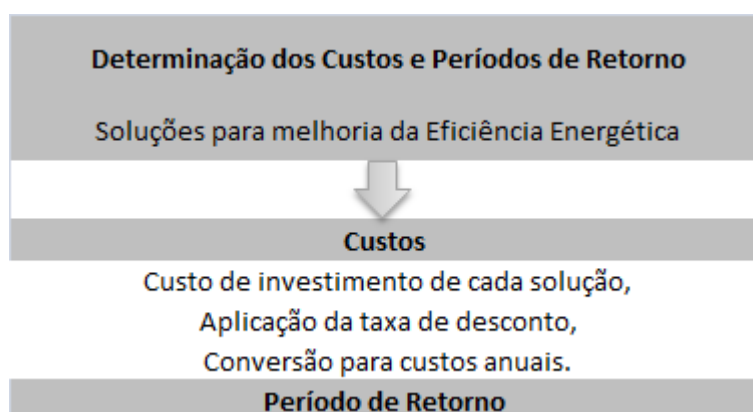 Determinação dos Custos e Períodos de Retorno
Soluções para melhoria da Eficiência Energética
Custos
Custo de investimento de cada solução,
Aplicação da taxa de desconto,
Conversão para custos anuais.
Período de Retorno